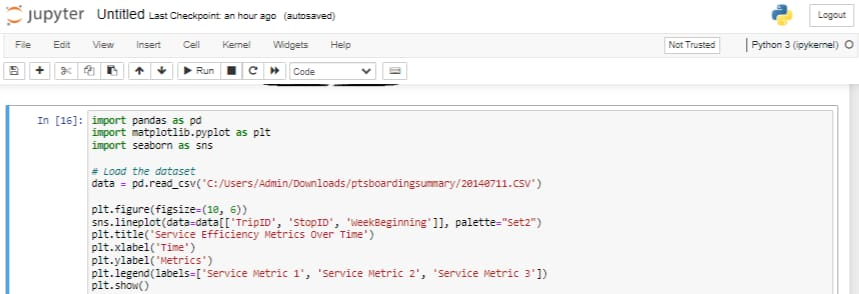 jupyter Untitled Last Checkpoint: an hour ago (autosaved) Logout
File Edit View Insert Cell Kernel Widgets Help Not Trusted Python 3 (ipykernel)
Run Code
In [16]: import pandas as pd
import matplotlib.pyplot as plt
import seaborn as sns
# Load the dataset
data = pd.read_csv('C:/Users/Admin/Downloads/ptsboardingsummary/20140711.CSV')
plt.figure(figsize=(10, 6))
sns.lineplot(data=data[['TripID', 'StopID', 'WeekBeginning']], palette="Set2")
plt.title('Service Efficiency Metrics Over Time')
plt.xlabel('Time')
plt.ylabel('Metrics')
plt.legend(labels=['Service Metric 1', 'Service Metric 2', 'Service Metric 3'])
plt.show()